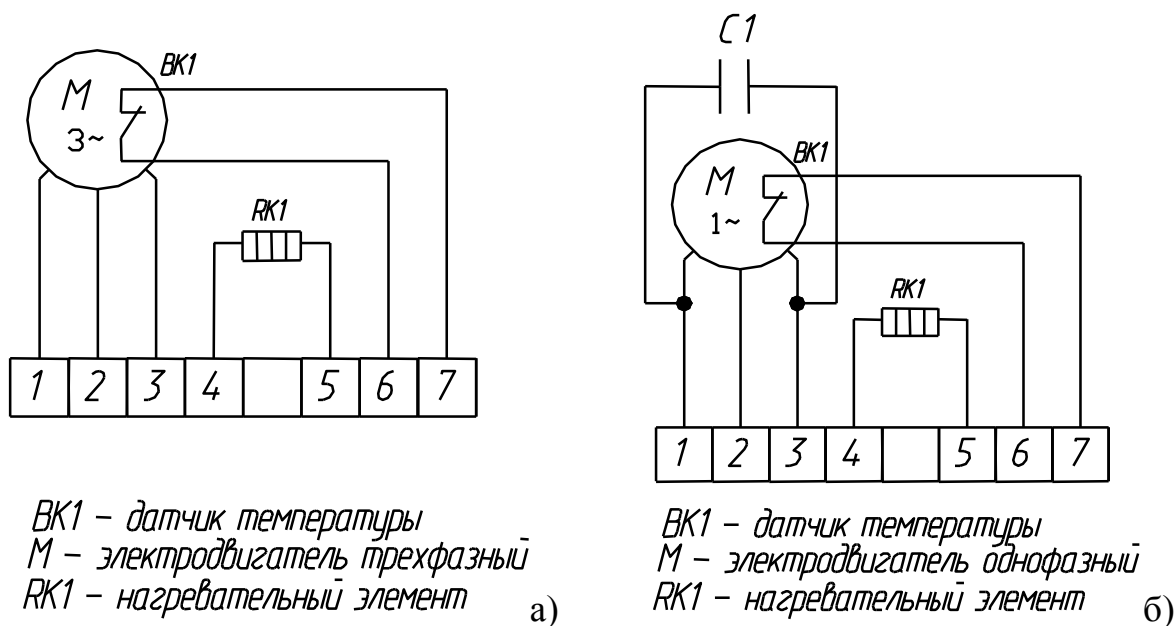 BK1
M
3~
RK1
1 2 3 4 5 6 7
BK1 – датчик температуры
M – электродвигатель трехфазный
RK1 – нагревательный элемент
а)
C1
BK1
M
1~
RK1
1 2 3 4 5 6 7
BK1 – датчик температуры
M – электродвигатель однофазный
RK1 – нагревательный элемент
б)